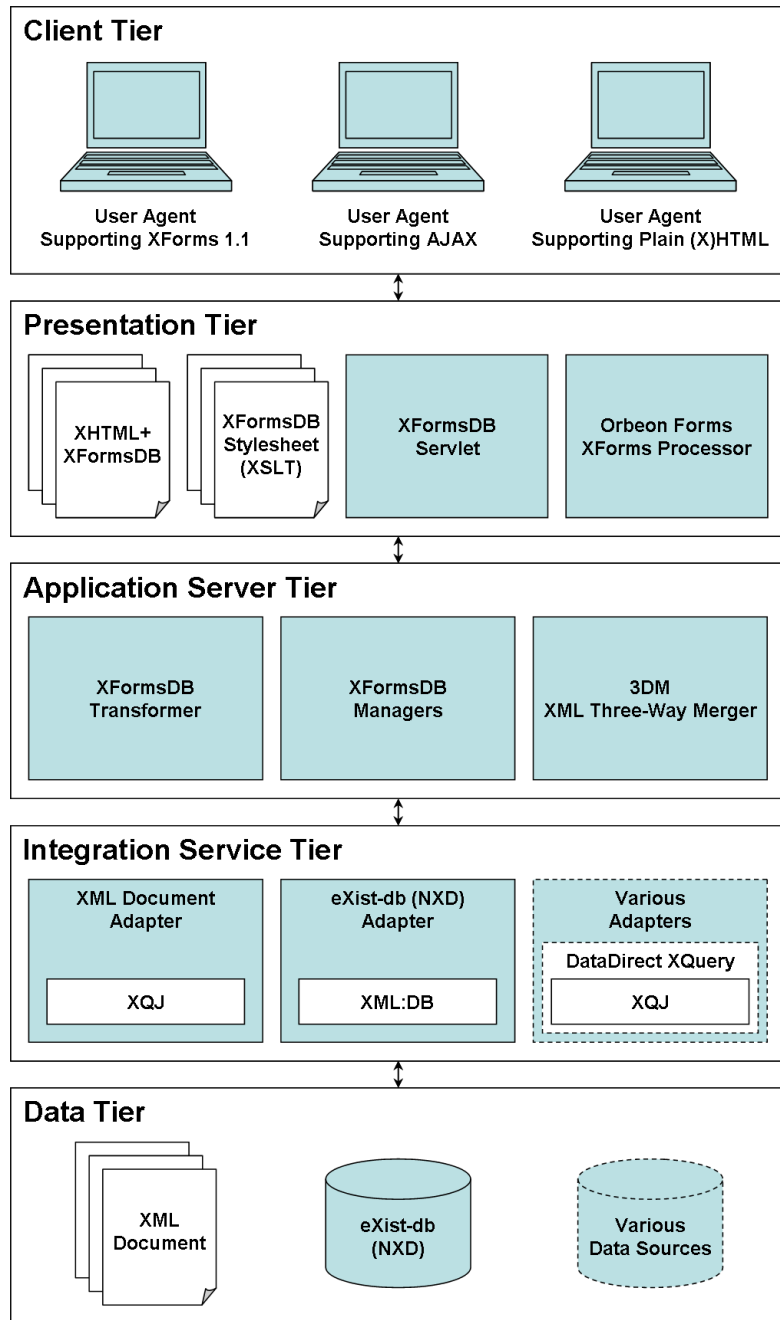 Client Tier
User Agent
Supporting XForms 1.1
User Agent
Supporting AJAX
User Agent
Supporting Plain (X)HTML
Presentation Tier
XHTML+
XFormsDB
XFormsDB
Stylesheet
(XSLT)
XFormsDB
Servlet
Orbeon Forms
XForms Processor
Application Server Tier
XFormsDB
Transformer
XFormsDB
Managers
3DM
XML Three-Way Merger
Integration Service Tier
XML Document
Adapter
XQJ
eXist-db (NXD)
Adapter
XML:DB
Various
Adapters
DataDirect XQuery
XQJ
Data Tier
XML
Document
eXist-db
(NXD)
Various
Data Sources